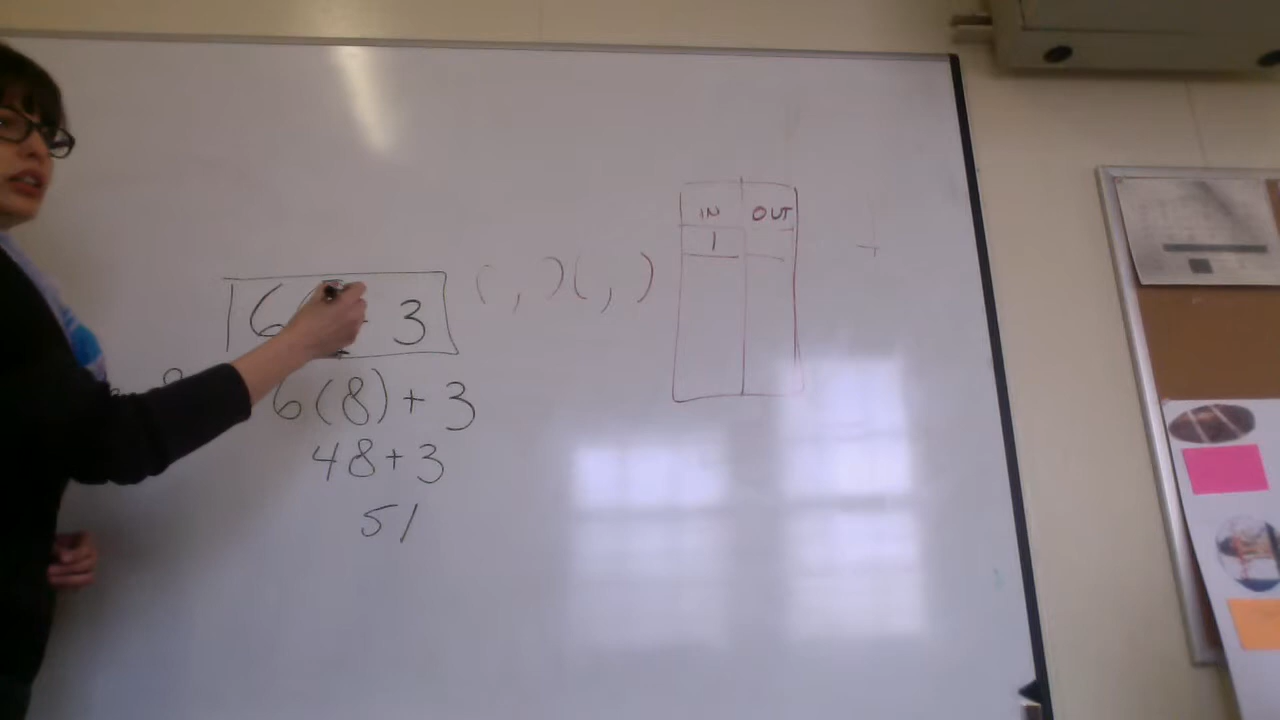 6 3
( , ) ( , )
6(8) + 3
48 + 3
51
IN OUT
1